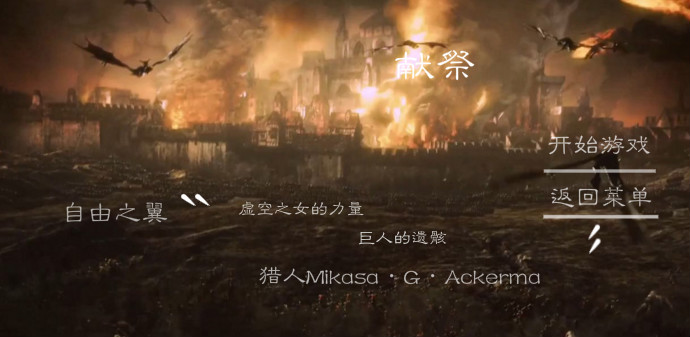 献祭
开始游戏
返回菜单
自由之翼
虚空之女的力量
巨人的遗骸
猎人Mikasa·G·Ackerma